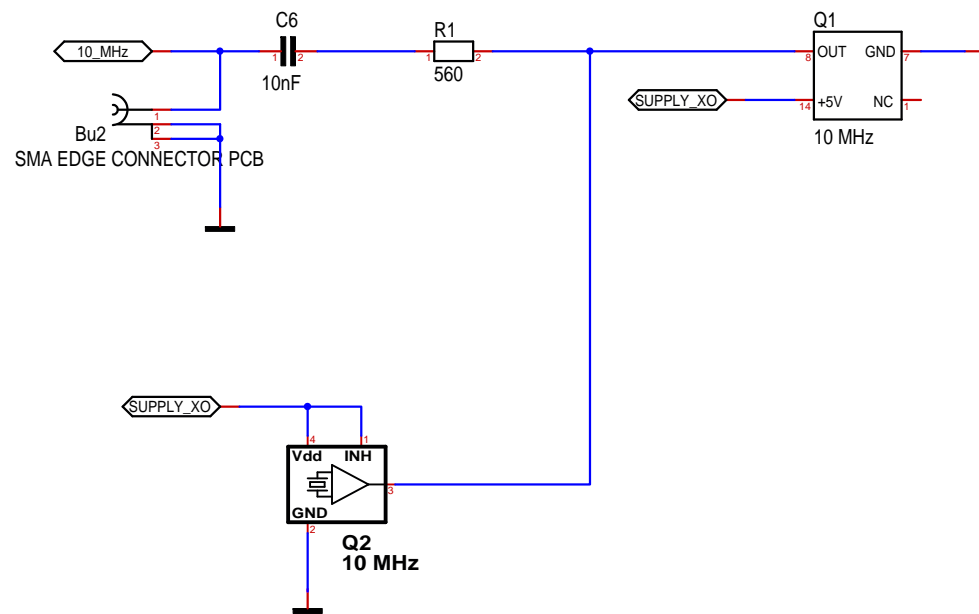 C6
R1
Q1
10_MHz
1
2
1
2
8
OUT
GND
7
10nF
560
SUPPLY_XO
14
+5V
NC
1
10 MHz
1
2
3
Bu2
SMA EDGE CONNECTOR PCB
SUPPLY_XO
4
1
Vdd
INH
3
GND
2
Q2
10 MHz